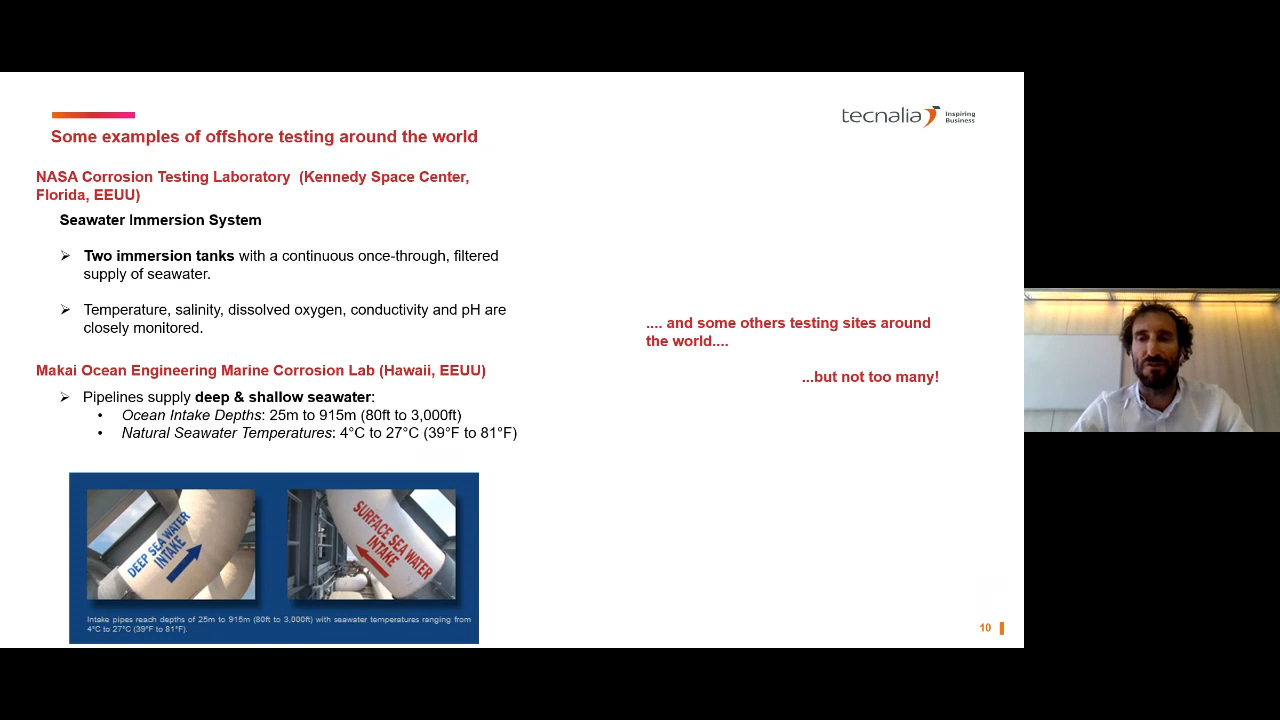 tecnalia Inspiring Business
Some examples of offshore testing around the world
NASA Corrosion Testing Laboratory (Kennedy Space Center,
Florida, EEUU)
Seawater Immersion System
➢ Two immersion tanks with a continuous once-through, filtered
supply of seawater.
➢ Temperature, salinity, dissolved oxygen, conductivity and pH are
closely monitored.
Makai Ocean Engineering Marine Corrosion Lab (Hawaii, EEUU)
➢ Pipelines supply deep & shallow seawater:
• Ocean Intake Depths: 25m to 915m (80ft to 3,000ft)
• Natural Seawater Temperatures: 4°C to 27°C (39°F to 81°F)
DEEP SEA WATER
INTAKE
SURFACE SEA WATER
INTAKE
Intake pipes reach depths of 25m to 915m (80ft to 3,000ft) with seawater temperatures ranging from
4°C to 27°C (39°F to 81°F).
.... and some others testing sites around
the world....
...but not too many!
10